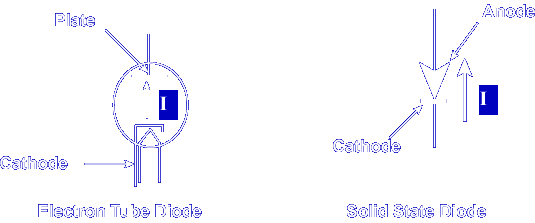 Plate
Anode
I
I
Cathode
Cathode
Electron Tube Diode
Solid State Diode